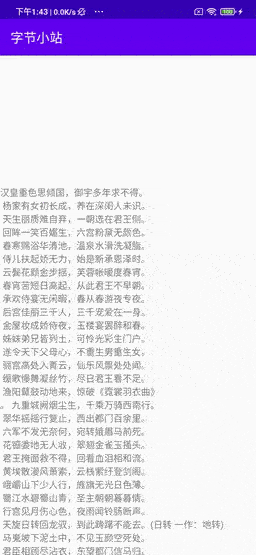 下午1:43 | 0.0K/s
字节小站
汉皇重色思倾国，御宇多年求不得。
杨家有女初长成，养在深闺人未识。
天生丽质难自弃，一朝选在君王侧。
回眸一笑百媚生，六宫粉黛无颜色。
春寒赐浴华清池，温泉水滑洗凝脂。
侍儿扶起娇无力，始是新承恩泽时。
云鬓花颜金步摇，芙蓉帐暖度春宵。
春宵苦短日高起，从此君王不早朝。
承欢侍宴无闲暇，春从春游夜专夜。
后宫佳丽三千人，三千宠爱在一身。
金屋妆成娇侍夜，玉楼宴罢醉和春。
姊妹弟兄皆列土，可怜光彩生门户。
遂令天下父母心，不重生男重生女。
骊宫高处入青云，仙乐风飘处处闻。
缓歌慢舞凝丝竹，尽日君王看不足。
渔阳鼙鼓动地来，惊破《霓裳羽衣曲》
。 九重城阙烟尘生，千乘万骑西南行。
翠华摇摇行复止，西出都门百余里。
六军不发无奈何，宛转蛾眉马前死。
花钿委地无人收，翠翘金雀玉搔头。
君王掩面救不得，回看血泪相和流。
黄埃散漫风萧索，云栈萦纡登剑阁。
峨嵋山下少人行，旌旗无光日色薄。
蜀江水碧蜀山青，圣主朝朝暮暮情。
行宫见月伤心色，夜雨闻铃肠断声。
天旋日转回龙驭，到此踌躇不能去。(日转 一作：地转)
马嵬坡下泥土中，不见玉颜空死处。
君臣相顾尽沾衣，东望都门信马归。